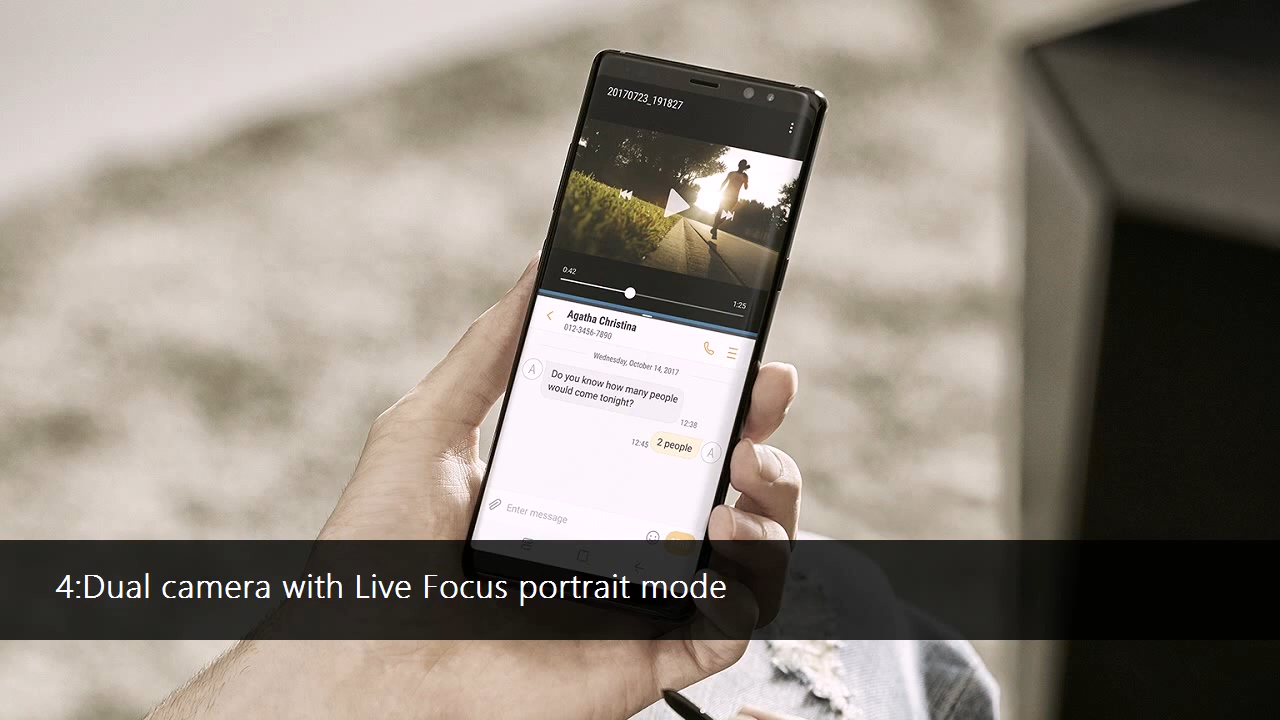 20170723_191827
0:42
1:25
Agatha Christina
012-3456-7890
Wednesday, October 14, 2017
A
Do you know how many people
would come tonight?
12:38
12:45
2 people
A
Enter message
4:Dual camera with Live Focus portrait mode